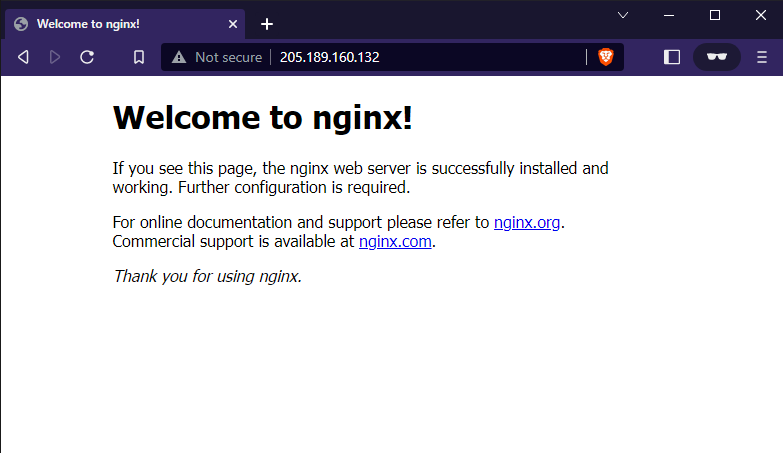 Welcome to nginx!
Not secure
205.189.160.132
Welcome to nginx!
If you see this page, the nginx web server is successfully installed and
working. Further configuration is required.
For online documentation and support please refer to nginx.org.
Commercial support is available at nginx.com.
Thank you for using nginx.